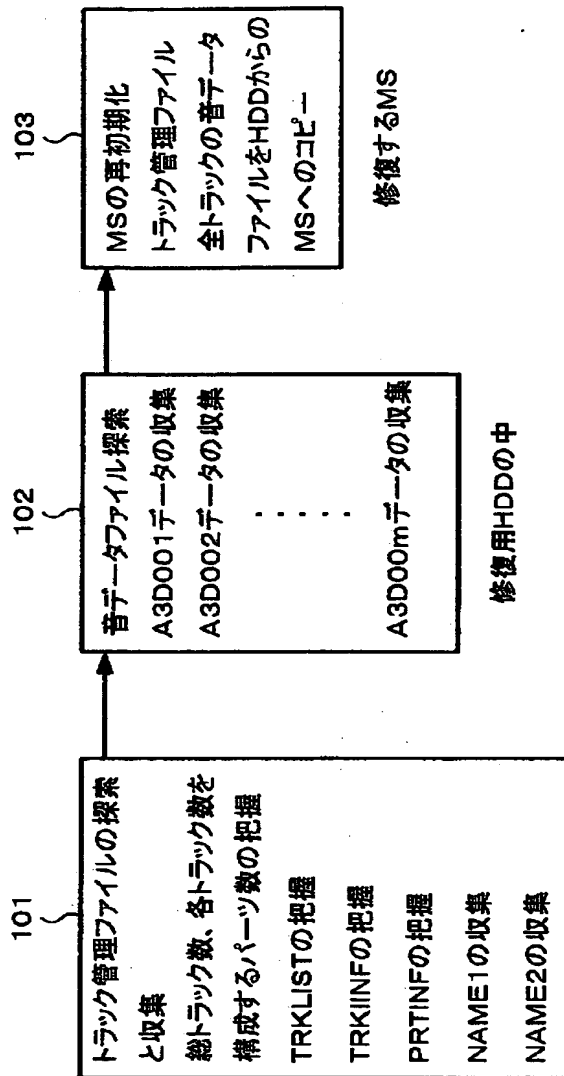 101
トラック管理ファイルの探索
と収集
総トラック数、各トラック数を
構成するパーツ数の把握
TRKLISTの把握
TRKIINFの把握
PRTINFの把握
NAME1の収集
NAME2の収集
102
音データファイル探索
A3D001データの収集
A3D002データの収集
・・・・・
A3D00mデータの収集
修復用HDDの中
103
MSの再初期化
トラック管理ファイル
全トラックの音データ
ファイルをHDDからの
MSへのコピー
修復するMS